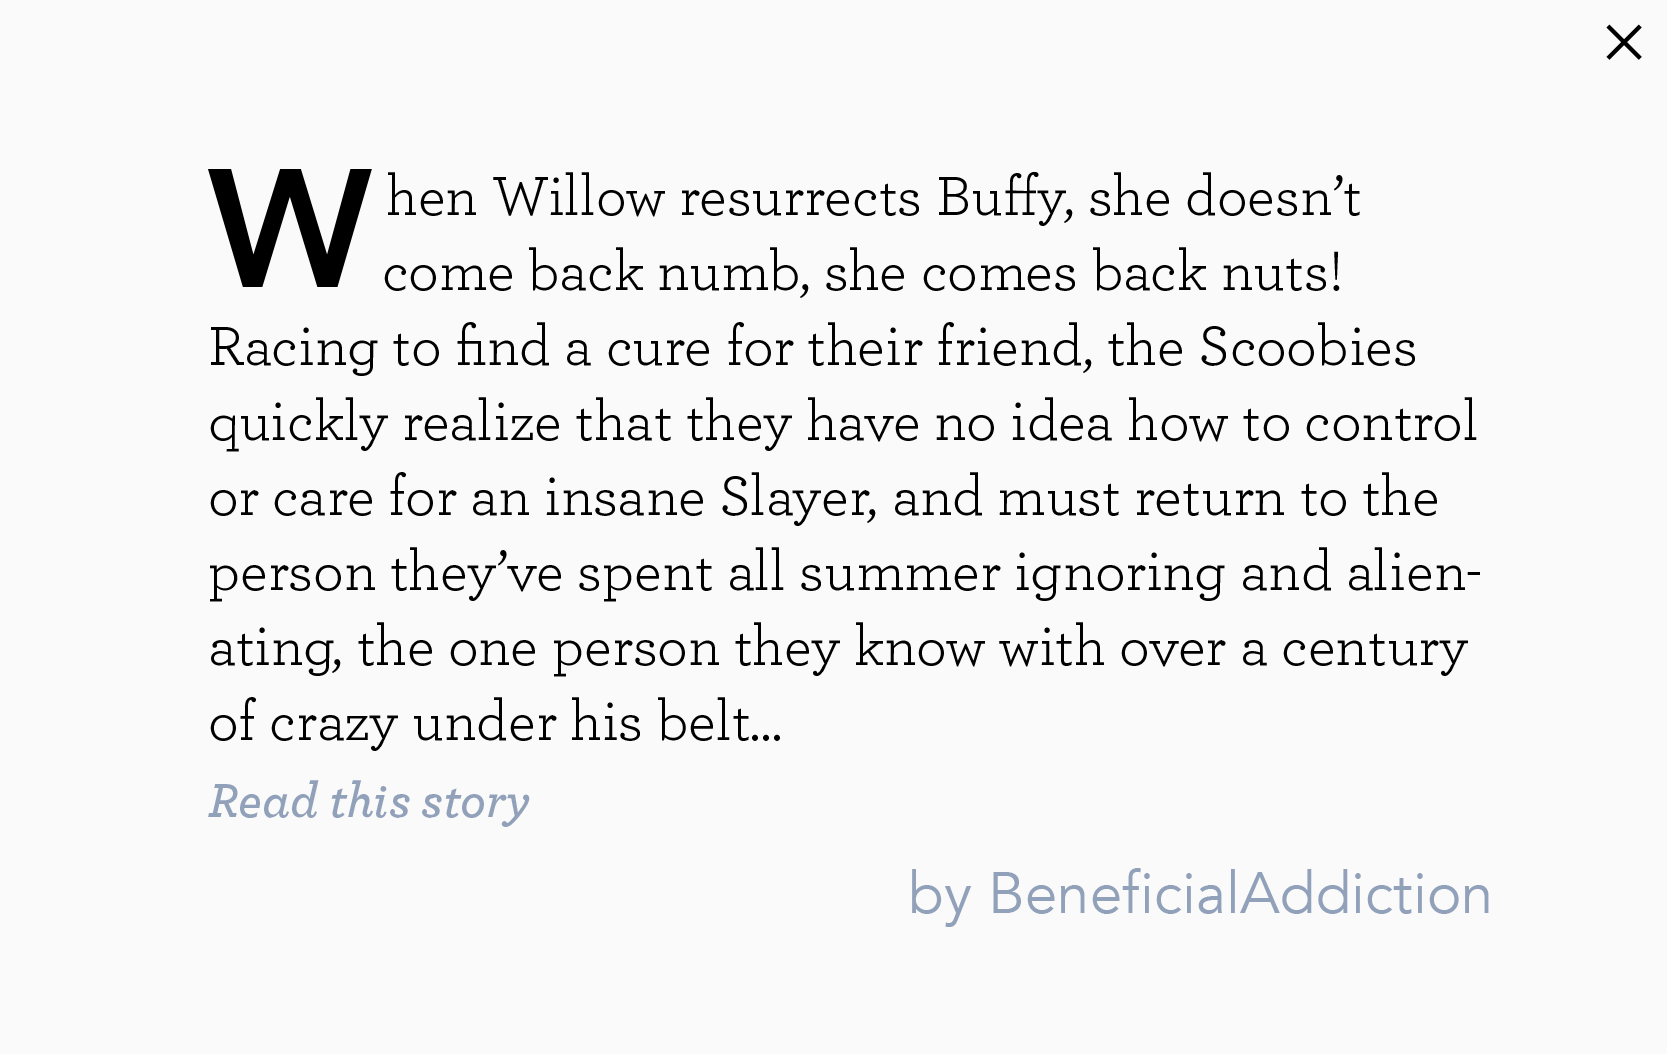 When Willow resurrects Buffy, she doesn’t
come back numb, she comes back nuts!
Racing to find a cure for their friend, the Scoobies
quickly realize that they have no idea how to control
or care for an insane Slayer, and must return to the
person they’ve spent all summer ignoring and alien-
ating, the one person they know with over a century
of crazy under his belt...
Read this story
by BeneficialAddiction